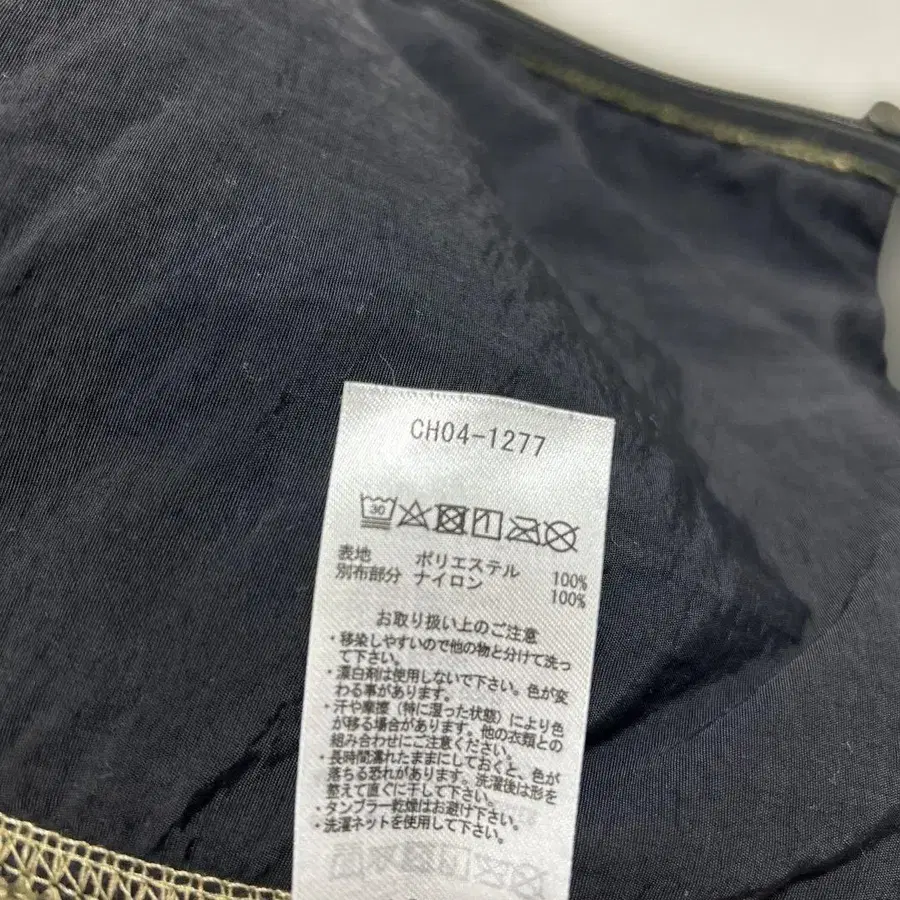 CH04-1277
30
表地 ポリエステル 100%
別布部分 ナイロン 100%
お取り扱い上のご注意
・移染しやすいので他の物と分けて洗っ
て下さい。
・漂白剤は使用しないで下さい。色が変
わる事があります。
・汗や摩擦（特に湿った状態）により色
が移る場合があります。他の衣類との
組み合わせにご注意ください。
・長時間濡れたままにしておくと、色が
落ちる恐れがあります。洗濯後は形を
整えて直ぐに干して下さい。
・タンブラー乾燥はお避け下さい。
・洗濯ネットを使用して下さい。